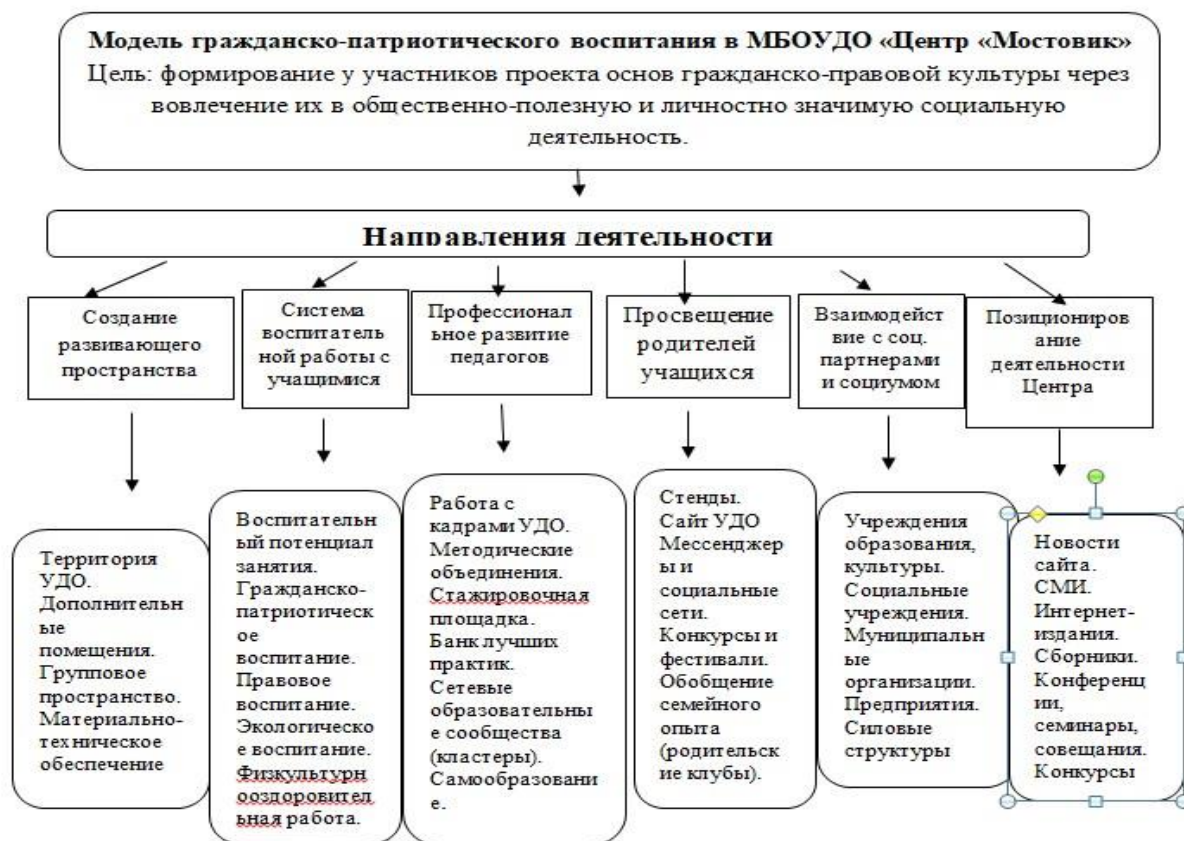 Модель гражданско-патриотического воспитания в МБОУДО «Центр «Мостовик»
Цель: формирование у участников проекта основ гражданско-правовой культуры через
вовлечение их в общественно-полезную и личностно значимую социальную
деятельность.
Направления деятельности
Создание
развивающего
пространства
Система
воспитатель
ной работы с
учащимися
Профессионал
ьное развитие
педагогов
Просвещение
родителей
учащихся
Взаимодейст
вие с соц.
партнерами
и социумом
Позициониров
ание
деятельности
Центра
Территория
УДО.
Дополнительн
ые
помещения.
Групповое
пространство.
Материально-
техническое
обеспечение
Воспитательн
ый потенциал
занятия.
Гражданско-
патриотическ
ое
воспитание.
Правовое
воспитание.
Экологическо
е воспитание.
Физкультурн
ооздоровител
ьная работа.
Работа с
кадрами УДО.
Методические
объединения.
Стажировочная
площадка.
Банк лучших
практик.
Сетевые
образовательны
е сообщества
(кластеры).
Самообразовани
е.
Стенды.
Сайт УДО
Мессенджер
ы и
социальные
сети.
Конкурсы и
фестивали.
Обобщение
семейного
опыта
(родительск
ие клубы).
Учреждения
образования,
культуры.
Социальные
учреждения.
Муниципальн
ые
организации.
Предприятия.
Силовые
структуры
Новости
сайта.
СМИ.
Интернет-
издания.
Сборники.
Конференц
ии,
семинары,
совещания.
Конкурсы